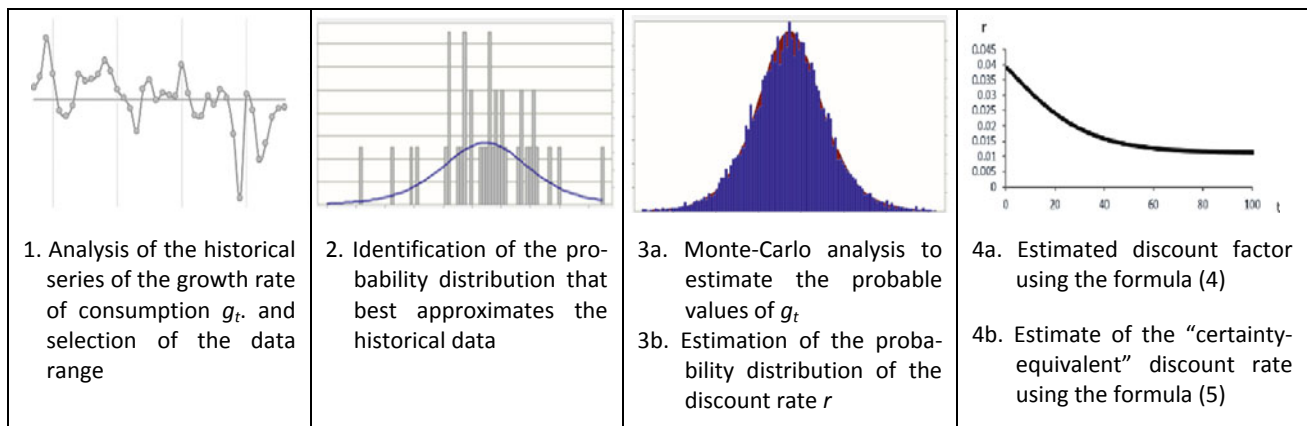 r
0.045
0.04
0.035
0.03
0.025
0.02
0.015
0.01
0.005
0
0 20 40 60 80 100 t
1. Analysis of the historical
series of the growth rate
of consumption gt. and
selection of the data
range
2. Identification of the pro-
bability distribution that
best approximates the
historical data
3a. Monte-Carlo analysis to
estimate the probable
values of gt
3b. Estimation of the proba-
bility distribution of the
discount rate r
4a. Estimated discount factor
using the formula (4)
4b. Estimate of the “certainty-
equivalent” discount rate
using the formula (5)